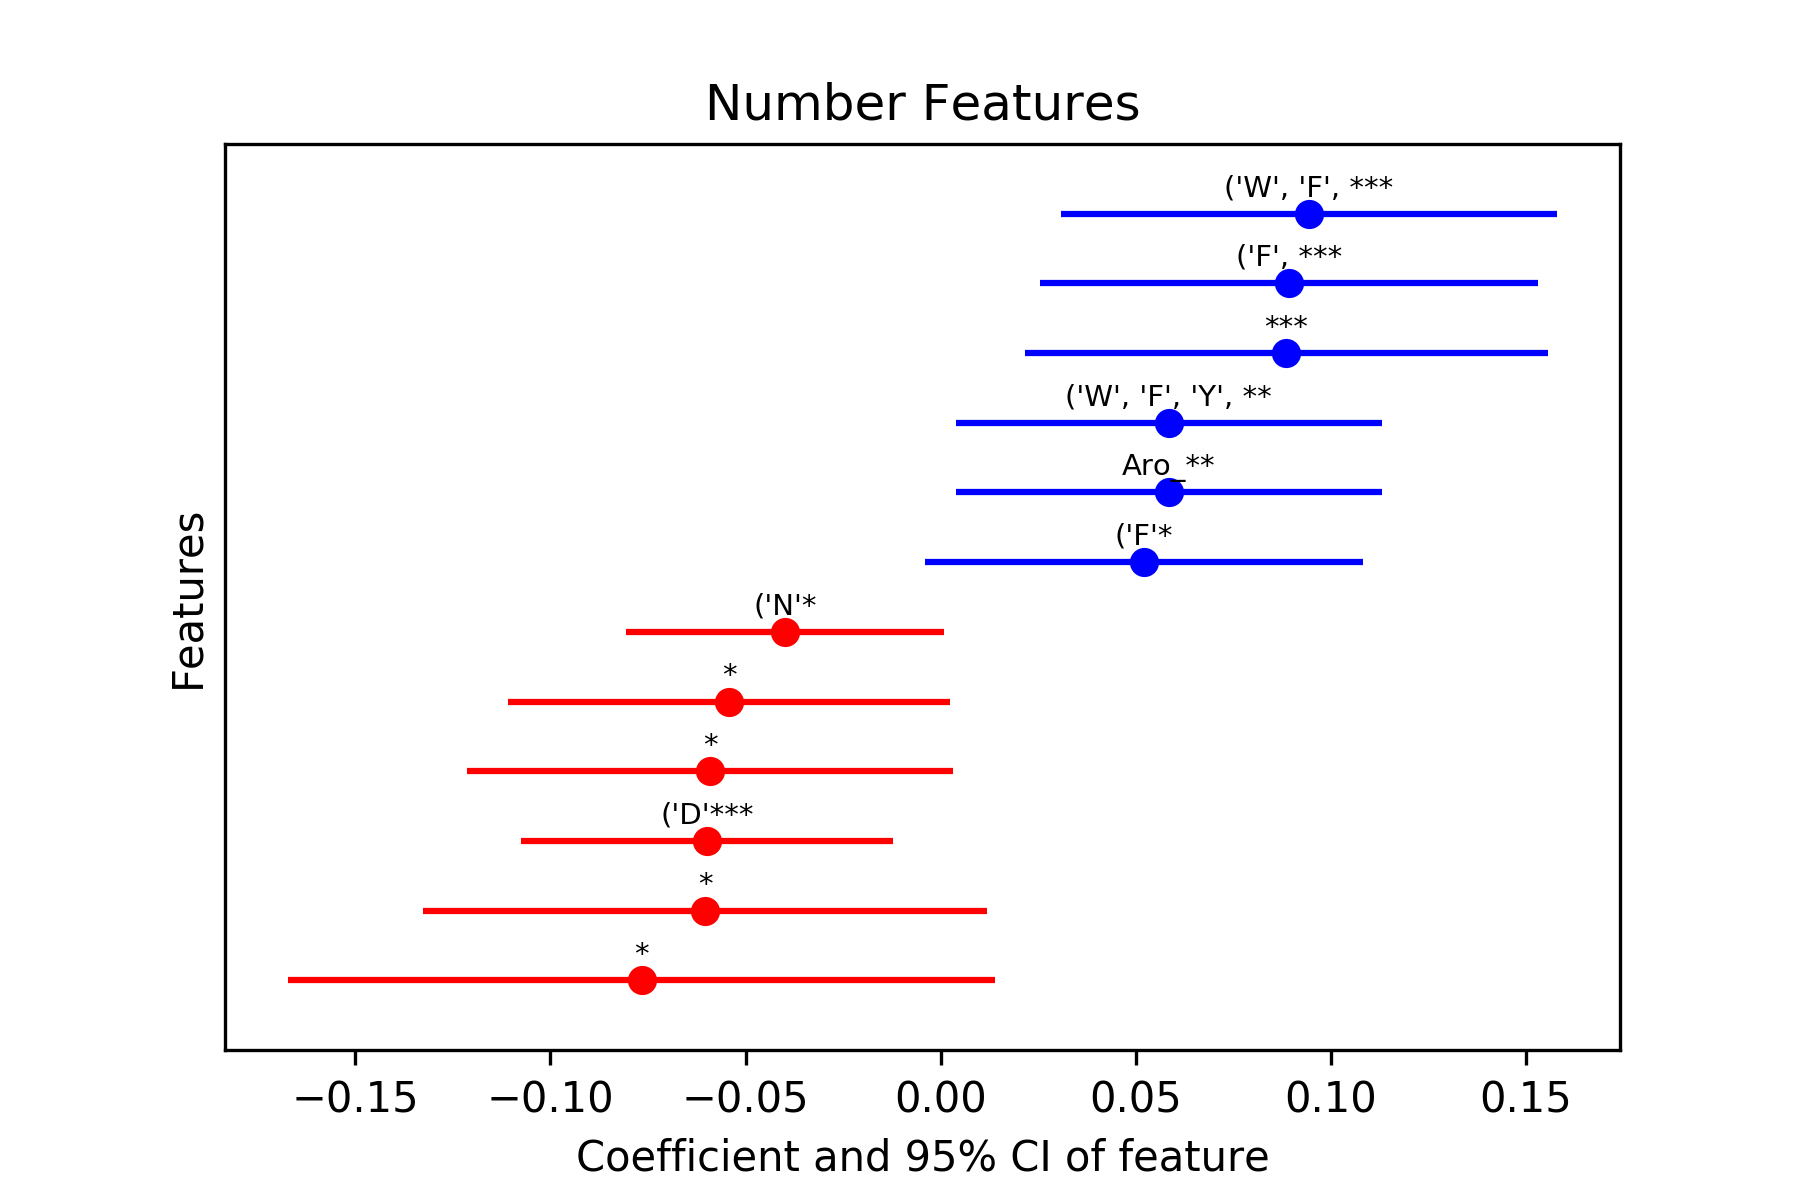 Number Features
('W', 'F', ***
('F', ***
***
('W', 'F', 'Y', **
Aro_**
('F'*
('N'*
*
*
('D'***
*
*
Features
−0.15 −0.10 −0.05 0.00 0.05 0.10 0.15
Coefficient and 95% CI of feature